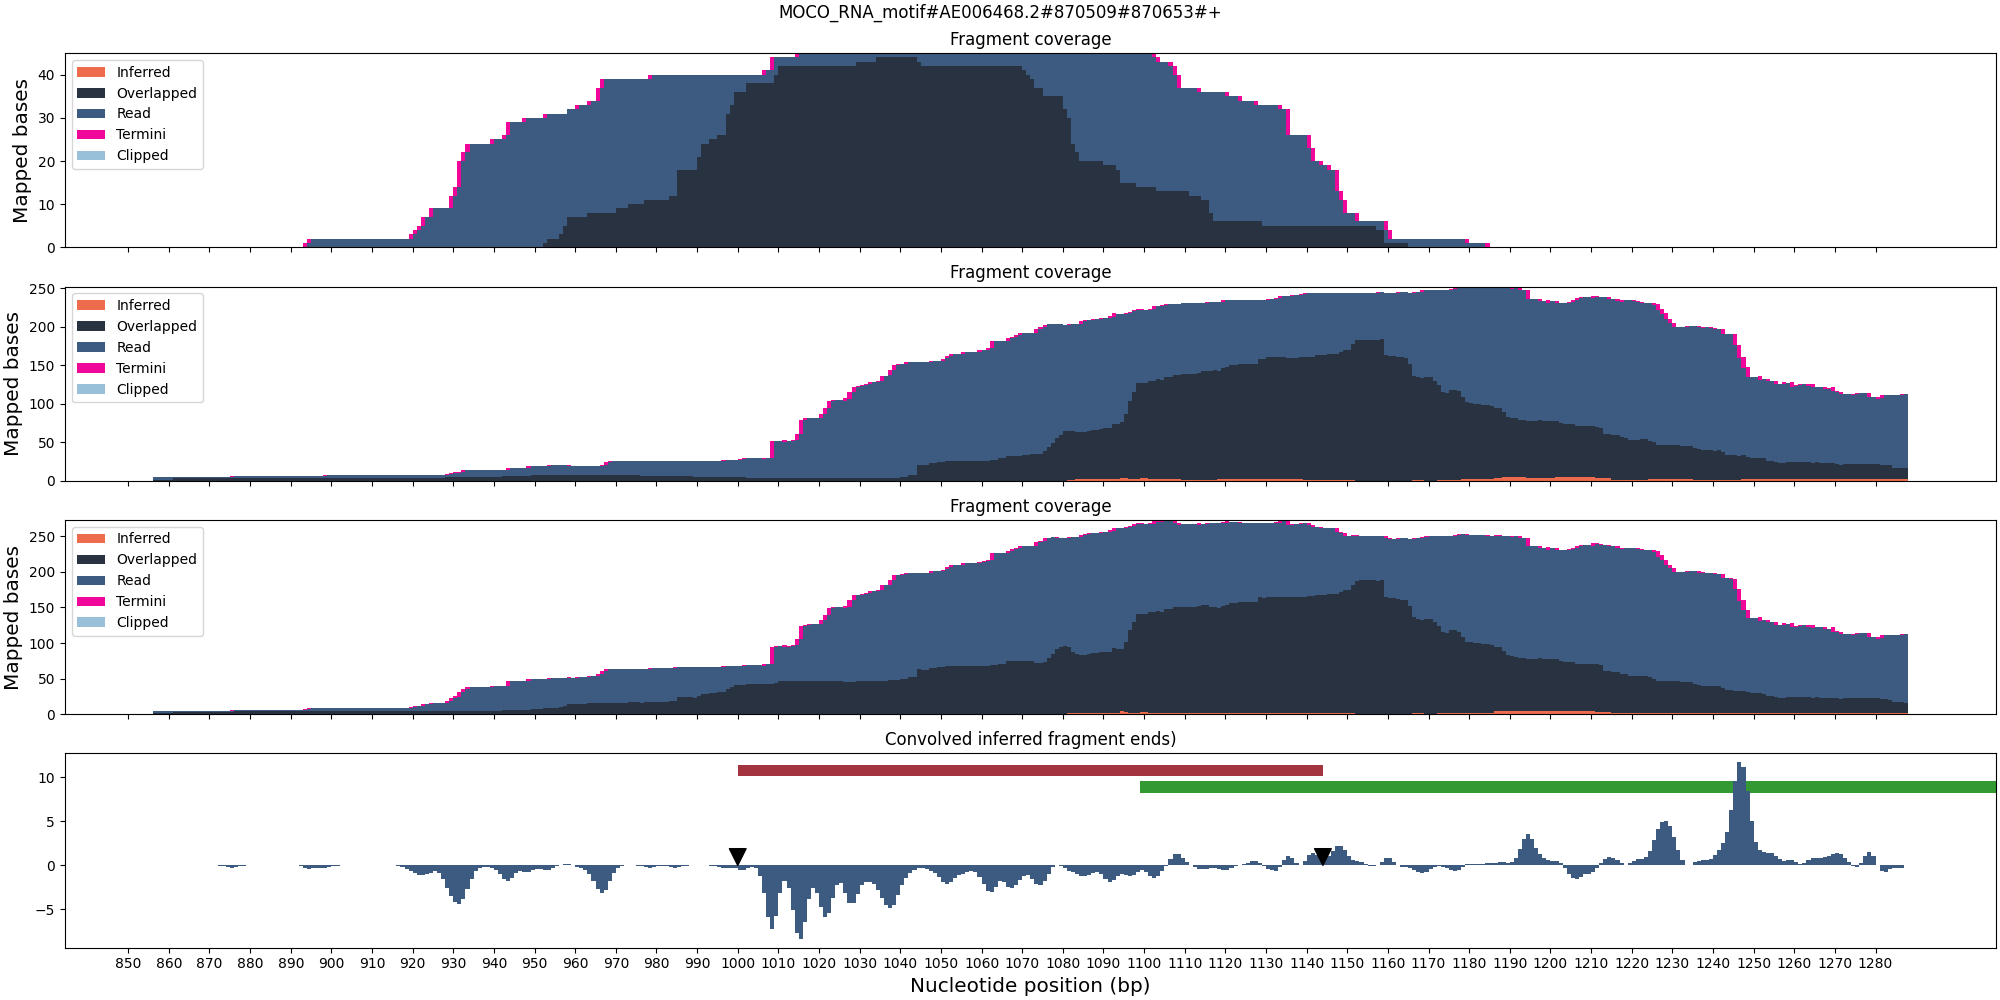 MOCO_RNA_motif#AE006468.2#870509#870653#+
Fragment coverage
Mapped bases
40
30
20
10
0
Inferred
Overlapped
Read
Termini
Clipped
Fragment coverage
Mapped bases
250
200
150
100
50
0
Inferred
Overlapped
Read
Termini
Clipped
Fragment coverage
Mapped bases
250
200
150
100
50
0
Inferred
Overlapped
Read
Termini
Clipped
Convolved inferred fragment ends)
10
5
0
−5
850 860 870 880 890 900 910 920 930 940 950 960 970 980 990 1000 1010 1020 1030 1040 1050 1060 1070 1080 1090 1100 1110 1120 1130 1140 1150 1160 1170 1180 1190 1200 1210 1220 1230 1240 1250 1260 1270 1280
Nucleotide position (bp)